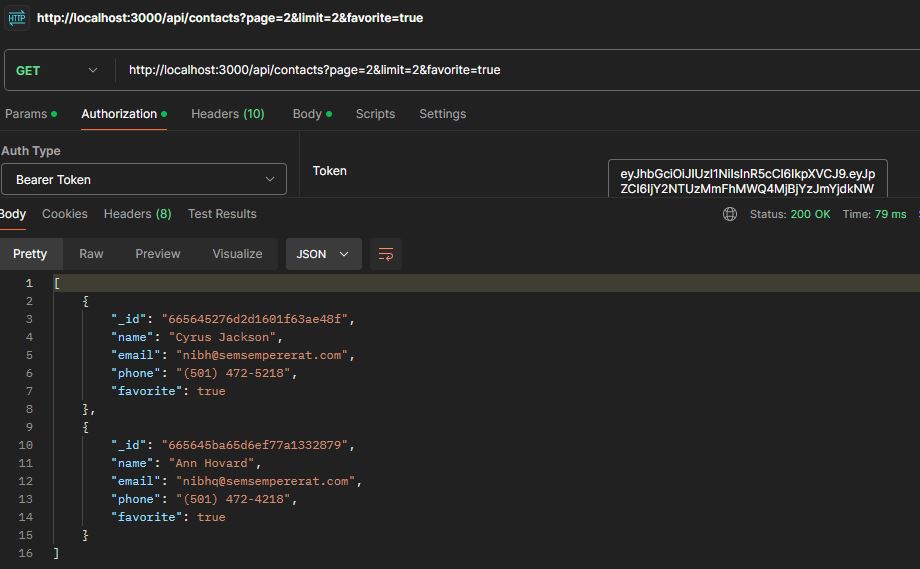 HTTP http://localhost:3000/api/contacts?page=2&limit=2&favorite=true
GET http://localhost:3000/api/contacts?page=2&limit=2&favorite=true
Params Authorization Headers (10) Body Scripts Settings
Auth Type
Bearer Token
Token
eyJhbGciOiJIUzI1NiIsInR5cCI6IkpXVCJ9.eyJp
ZCI6IjY2NTUzMmFhMWQ4MjBjYzJmYjdkNW
Body Cookies Headers (8) Test Results Status: 200 OK Time: 79 ms
Pretty Raw Preview Visualize JSON
1 [
2 {
3 "_id": "665645276d2d1601f63ae48f",
4 "name": "Cyrus Jackson",
5 "email": "nibh@semsempererat.com",
6 "phone": "(501) 472-5218",
7 "favorite": true
8 },
9 {
10 "_id": "665645ba65d6ef77a1332879",
11 "name": "Ann Hovard",
12 "email": "nibhq@semsempererat.com",
13 "phone": "(501) 472-4218",
14 "favorite": true
15 }
16 ]